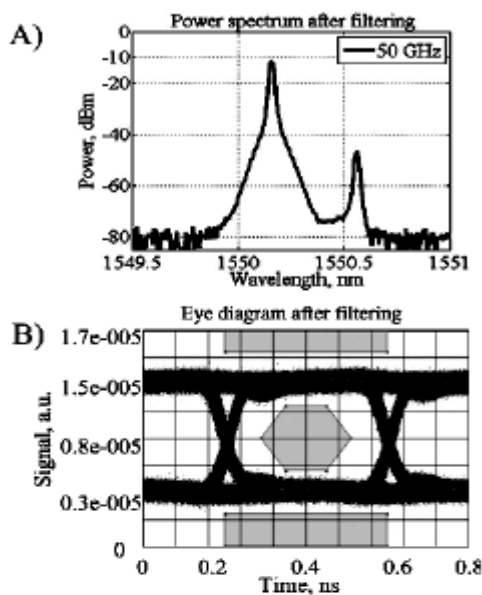 A)
Power spectrum after filtering
50 GHz
Power, dBm
0
-10
-20
-40
-60
-80
1549.5 1550 1550.5 1551
Wavelength, nm
B)
Eye diagram after filtering
Signal, a.u.
1.7e-005
1.5e-005
0.8e-005
0.3e-005
0
0 0.2 0.4 0.6 0.8
Time, ns